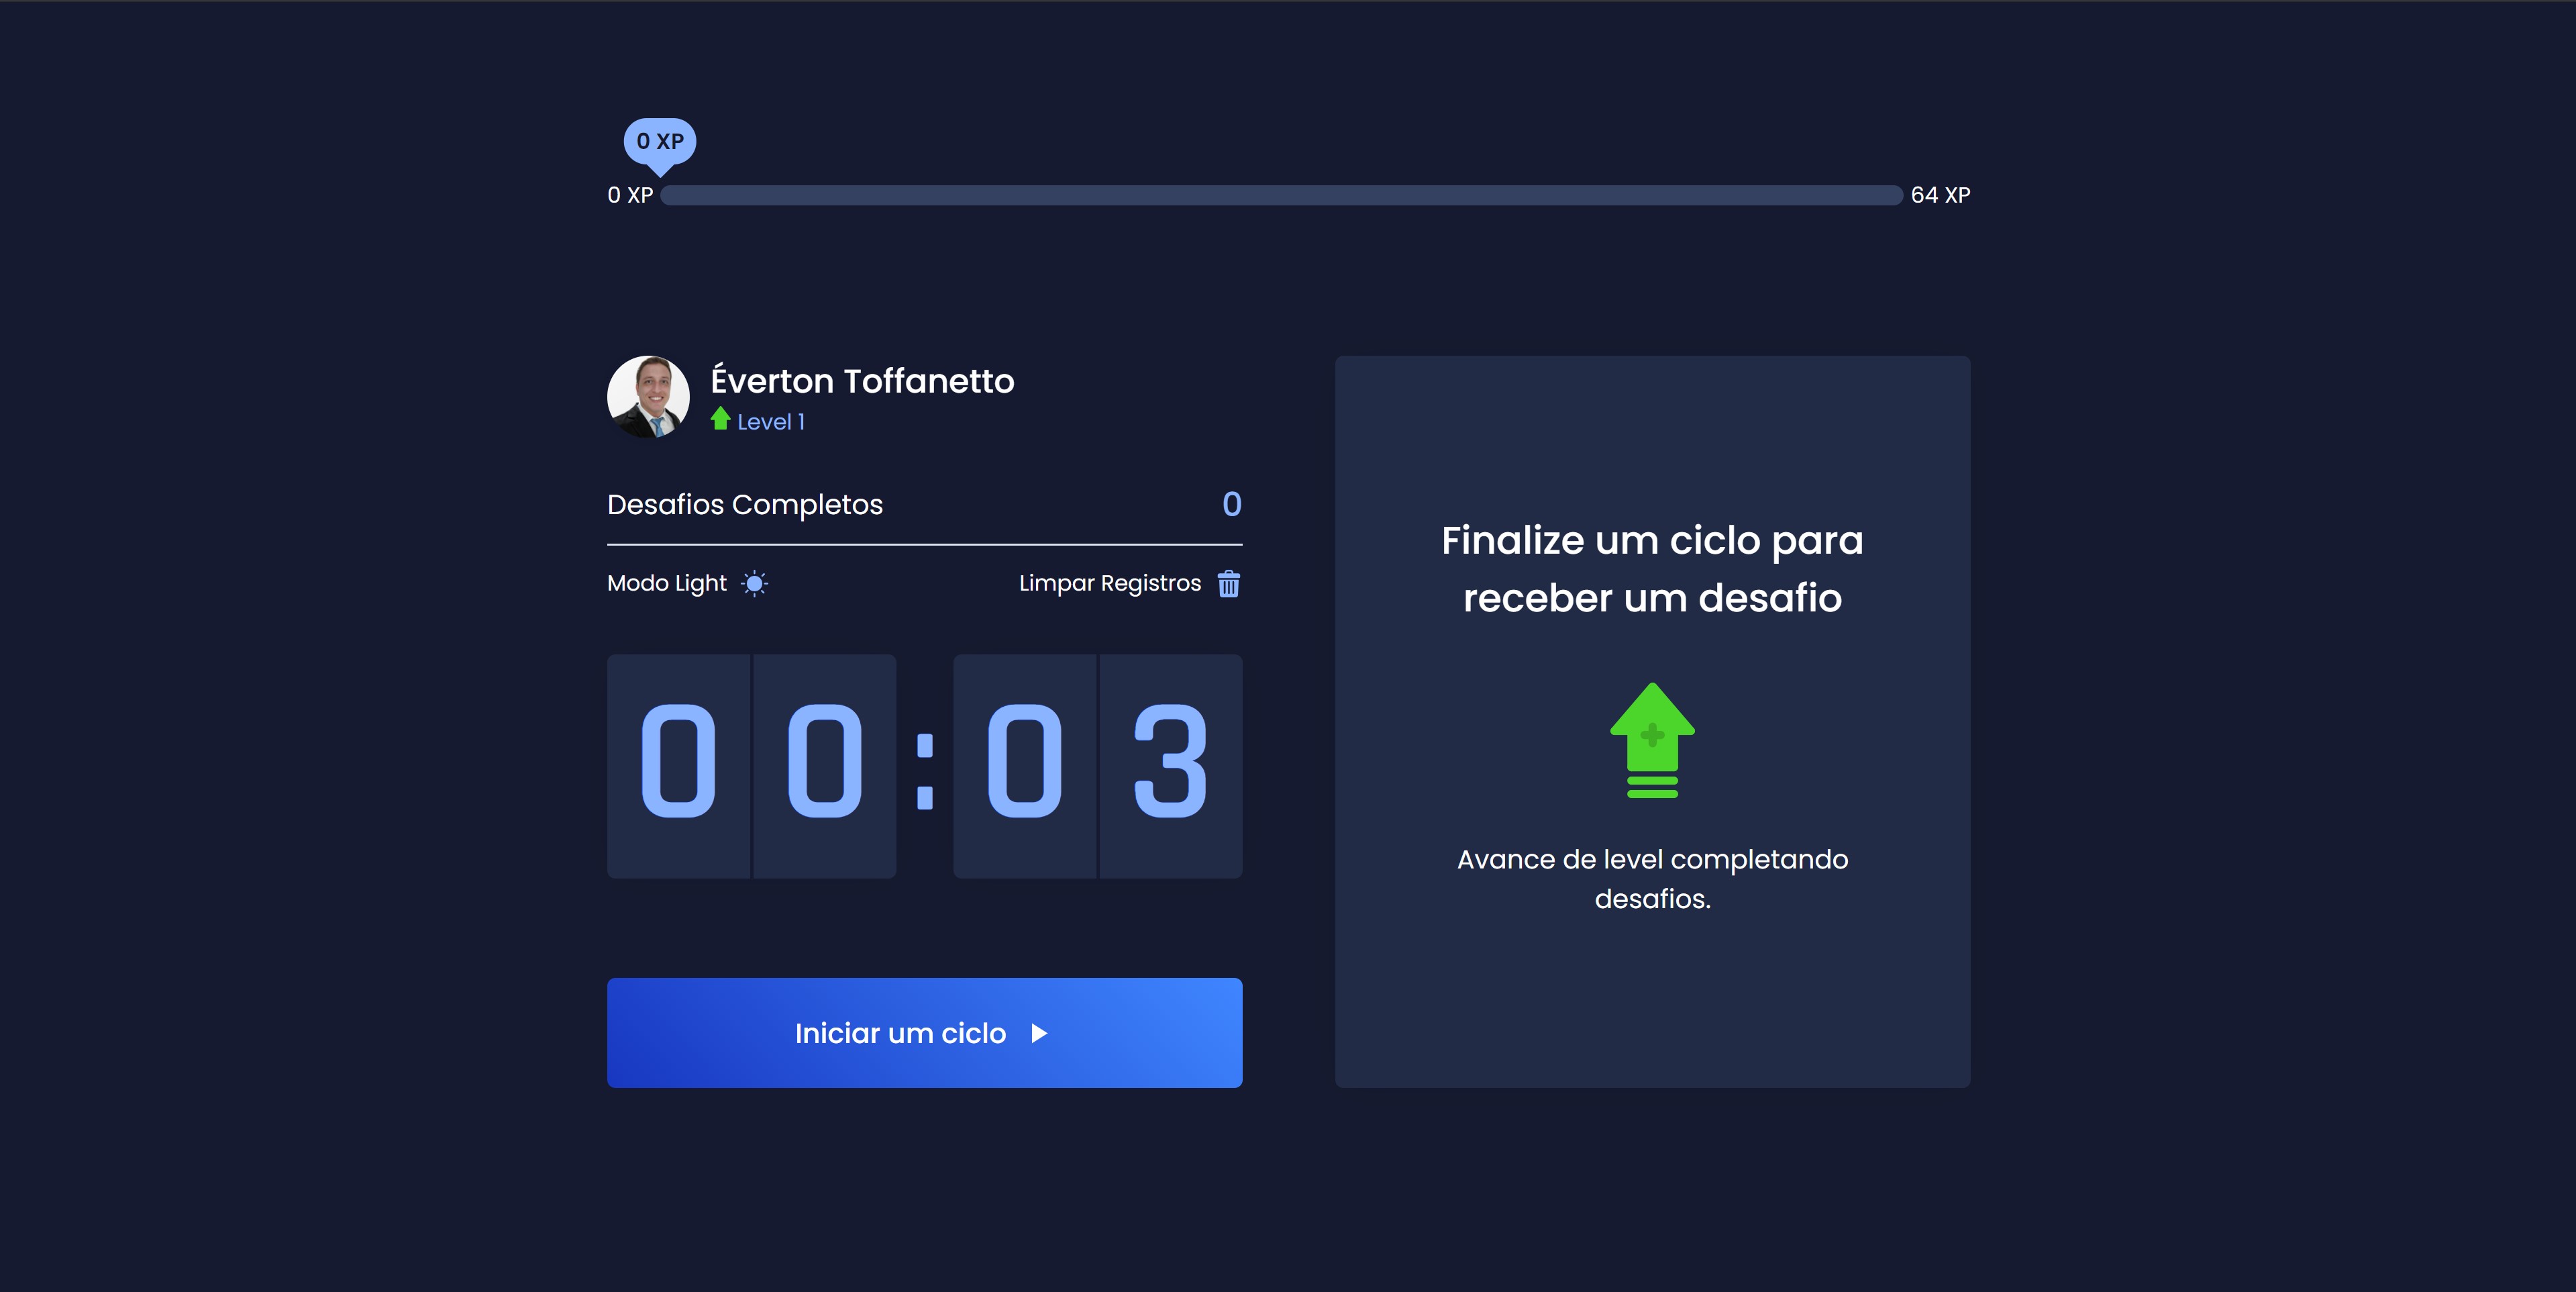 0 XP
0 XP
64 XP
Éverton Toffanetto
Level 1
Desafios Completos
0
Modo Light
Limpar Registros
00:03
Iniciar um ciclo
Finalize um ciclo para
receber um desafio
Avance de level completando
desafios.